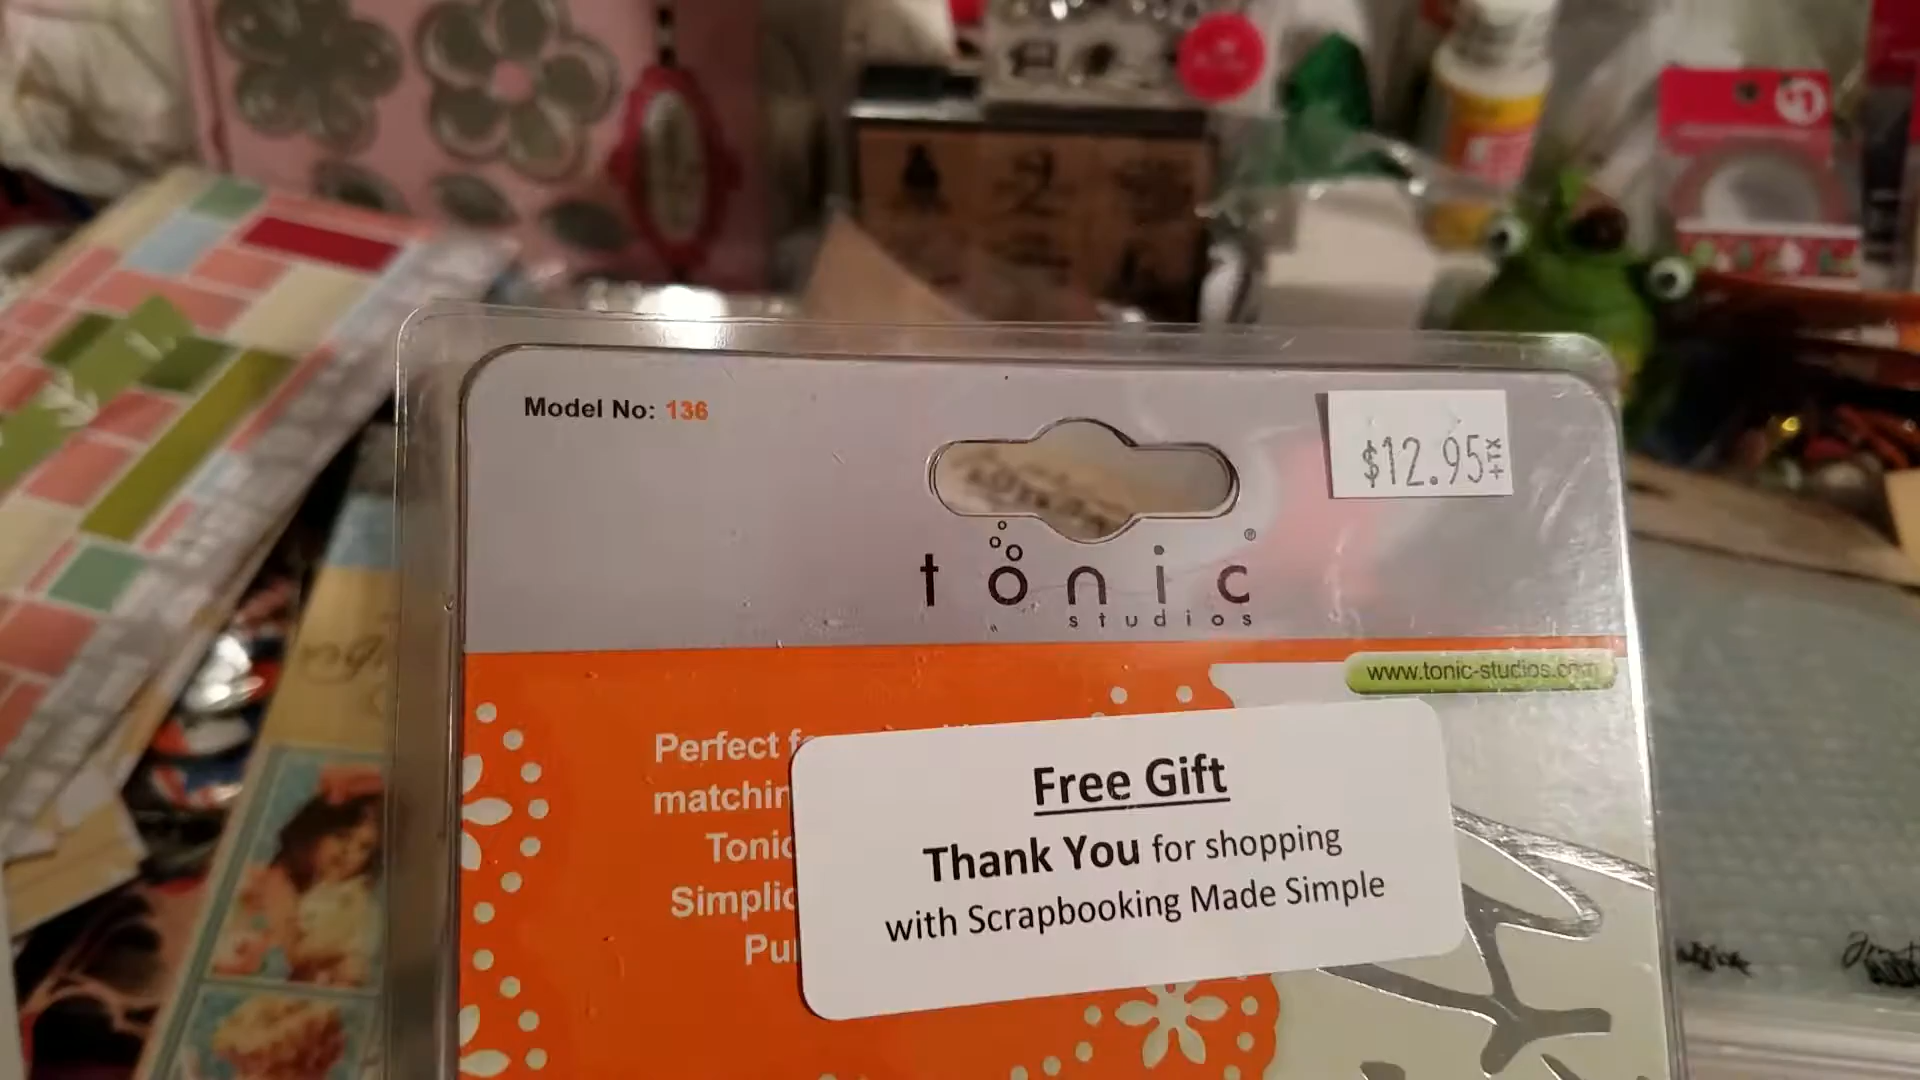 Model No: 136
$12.95
+TX
tonic®
studios
www.tonic-studios.com
Perfect
matchin
Tonic
Simplic
Pu
Free Gift
Thank You for shopping
with Scrapbooking Made Simple